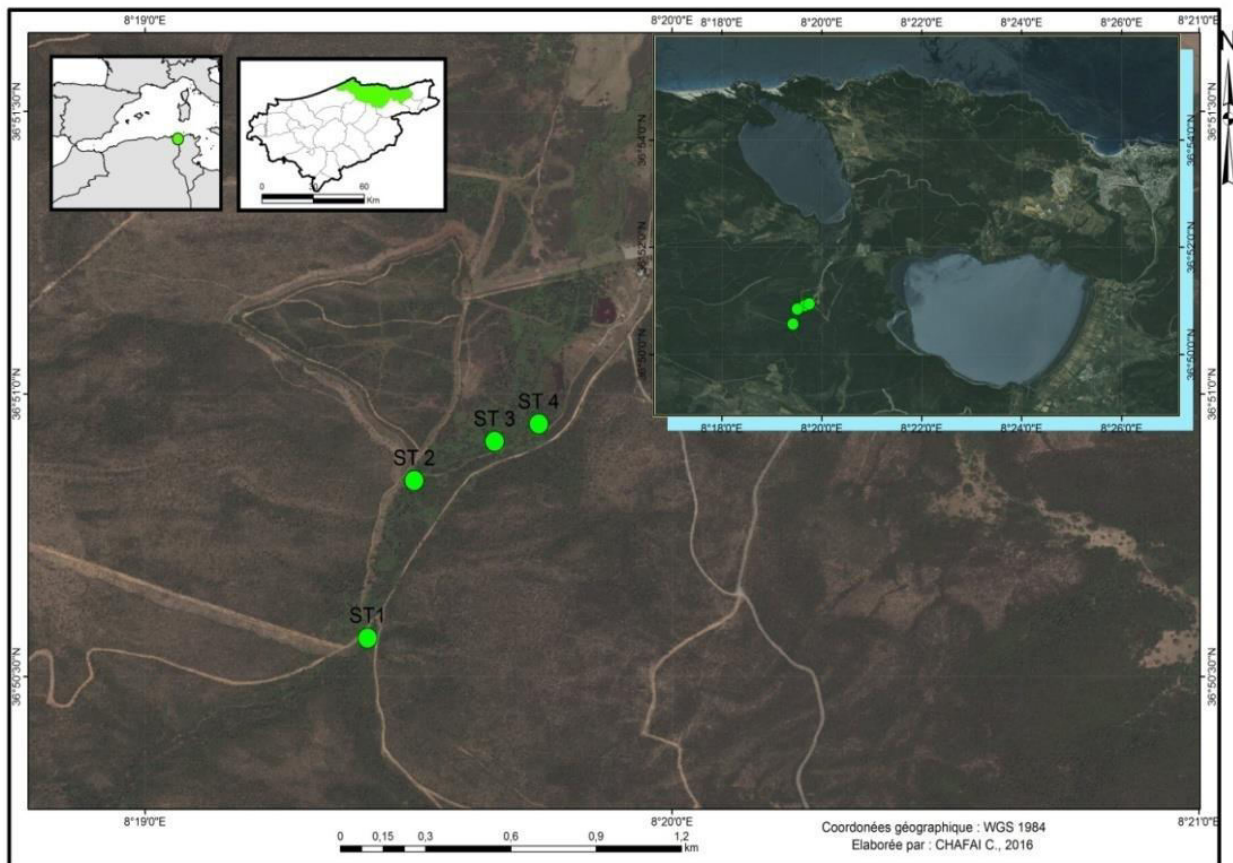 8°19'0"E
8°20'0"E
8°21'0"E
8°18'0"E
8°20'0"E
8°22'0"E
8°24'0"E
8°26'0"E
N
36°51'30"N
36°54'0"N
36°51'30"N
0
60
Km
36°52'0"N
36°51'0"N
36°50'0"N
36°51'0"N
8°18'0"E
8°20'0"E
8°22'0"E
8°24'0"E
8°26'0"E
ST 4
ST 3
ST 2
ST1
36°50'30"N
36°50'30"N
8°19'0"E
8°20'0"E
8°21'0"E
0
0,15
0,3
0,6
0,9
1,2
km
Coordonées géographique : WGS 1984
Elaborée par : CHAFAI C., 2016